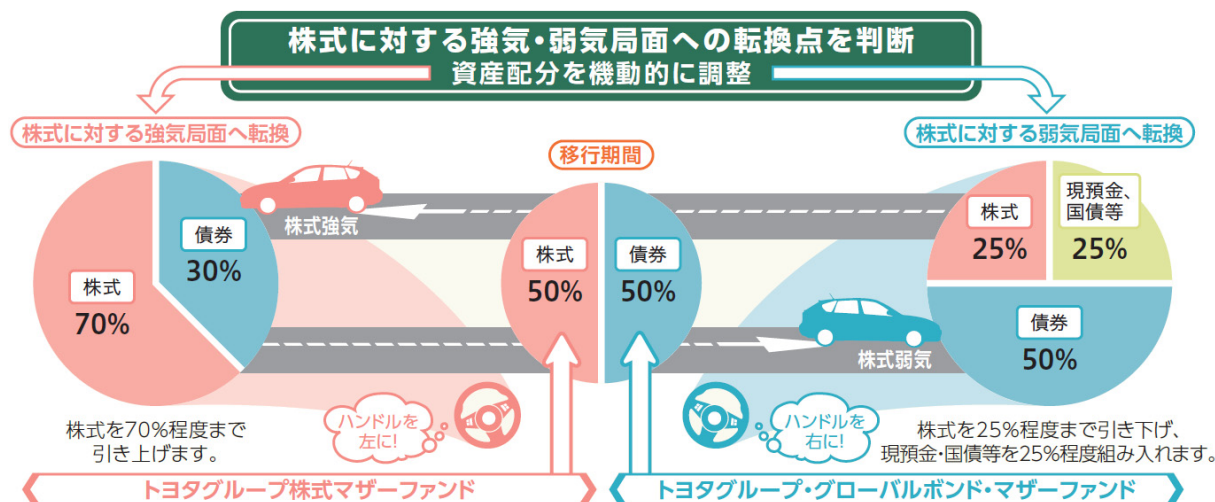 株式に対する強気・弱気局面への転換点を判断
資産配分を機動的に調整
株式に対する強気局面へ転換
株式に対する弱気局面へ転換
移行期間
株式強気
債券
30%
株式
70%
株式
50%
債券
50%
株式
25%
現預金、
国債等
25%
債券
50%
株式弱気
ハンドルを
左に!
ハンドルを
右に!
株式を70%程度まで
引き上げます。
株式を25%程度まで引き下げ、
現預金・国債等を25%程度組み入れます。
トヨタグループ株式マザーファンド
トヨタグループ・グローバルボンド・マザーファンド